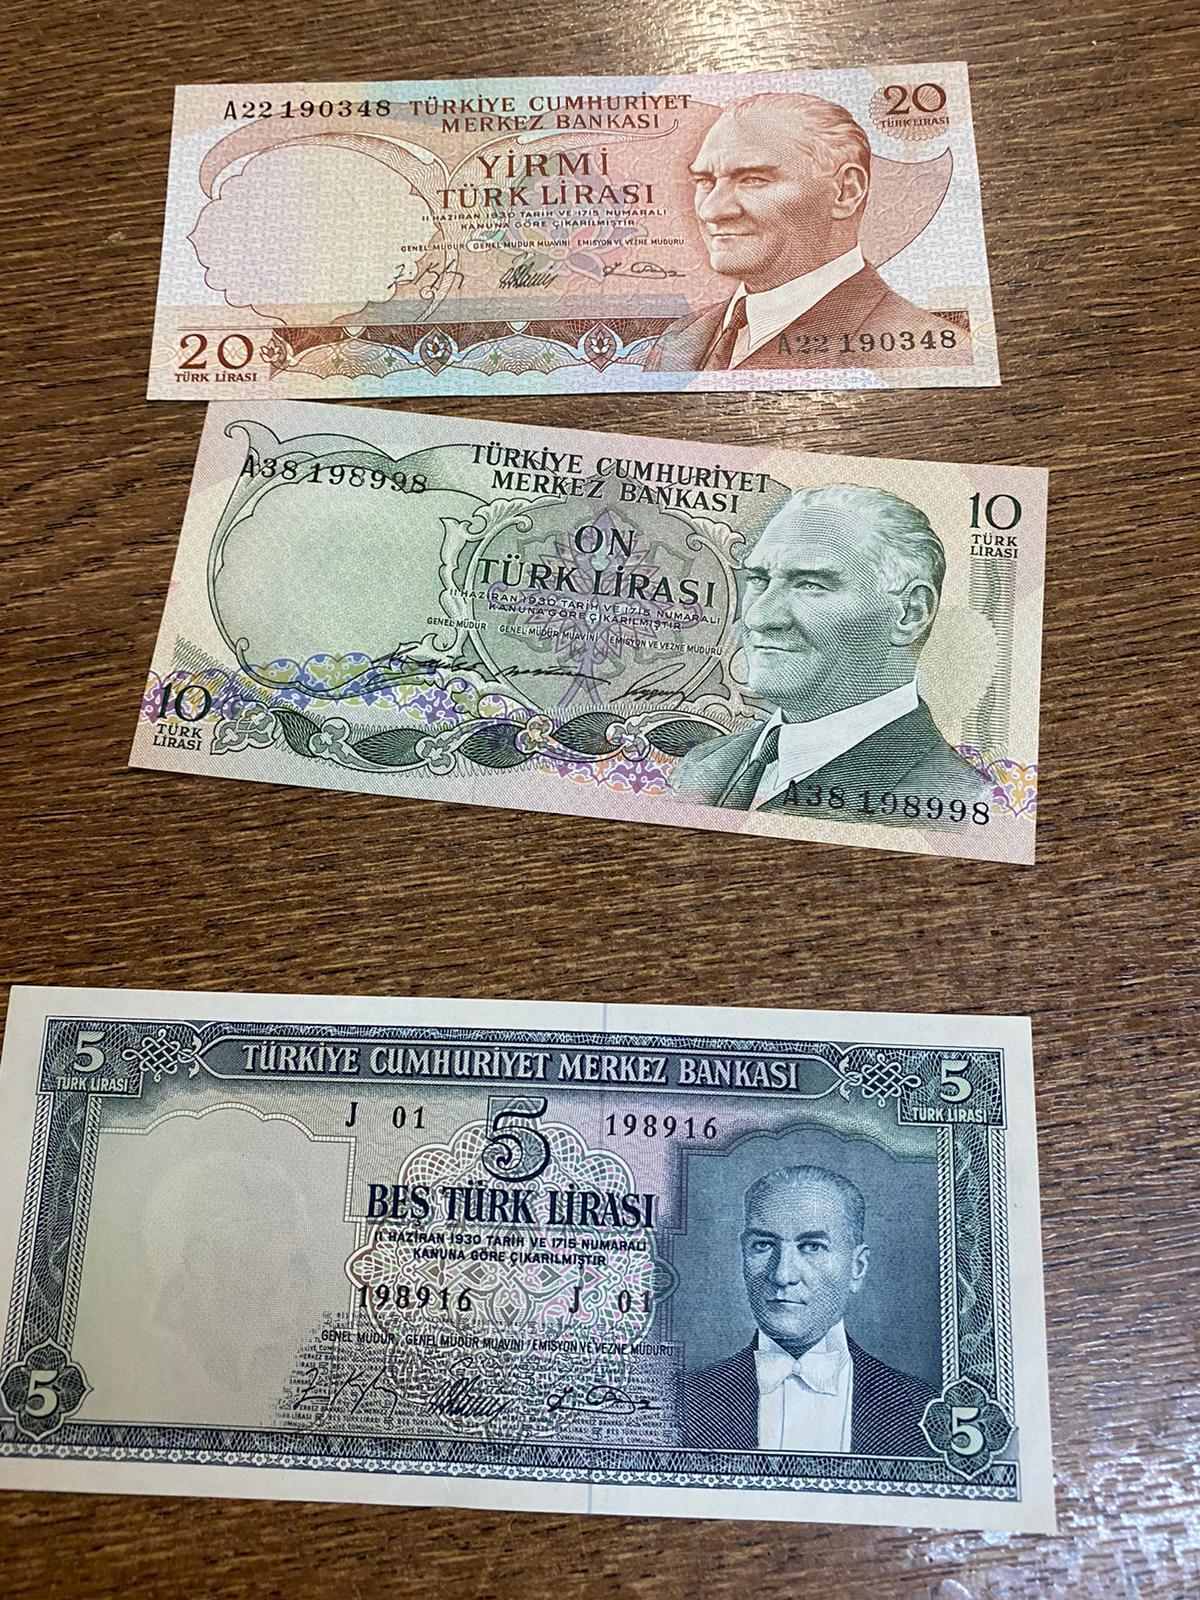 A22 190348 TÜRKİYE CUMHURİYET
MERKEZ BANKASI
20
TÜRK LİRASI
YİRMİ
TÜRK LİRASI
11 HAZİRAN 1930 TARİH VE 1715 NUMARALI
KANUNA GÖRE ÇIKARILMIŞTIR
GENEL MÜDÜR GENEL MÜDÜR MUAVİNİ EMİSYON VE VEZNE MÜDÜRÜ
A22 190348
20
TÜRK LİRASI
A38 198998
TÜRKİYE CUMHURİYET
MERKEZ BANKASI
10
TÜRK
LİRASI
ON
TÜRK LİRASI
11 HAZİRAN 1930 TARİH VE 1715 NUMARALI
KANUNA GÖRE ÇIKARILMIŞTIR
GENEL MÜDÜR GENEL MÜDÜR MUAVİNİ EMİSYON VE VEZNE MÜDÜRÜ
10
TÜRK
LİRASI
A38 198998
5
TÜRK LİRASI
TÜRKİYE CUMHURİYET MERKEZ BANKASI
5
TÜRK LİRASI
J 01 5 198916
BEŞ TÜRK LİRASI
11 HAZİRAN 1930 TARİH VE 1715 NUMARALI
KANUNA GÖRE ÇIKARILMIŞTIR
198916 J 01
GENEL MÜDÜR GENEL MÜDÜR MUAVİNİ EMİSYON VE VEZNE MÜDÜRÜ
5
5